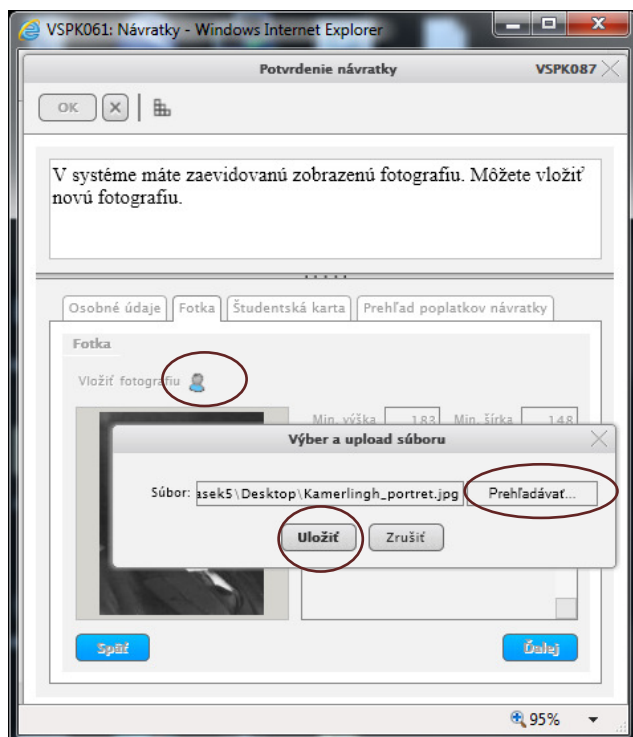 VSPK061: Návratky - Windows Internet Explorer
Potvrdenie návratky VSPK087
OK
V systéme máte zaevidovanú zobrazenú fotografiu. Môžete vložiť
novú fotografiu.
Osobné údaje Fotka Študentská karta Prehľad poplatkov návratky
Fotka
Vložiť fotografiu
Min. výška 183 Min. šírka 148
Výber a upload súboru
Súbor: asek5\Desktop\Kamerlingh_portret.jpg Prehľadávať...
Uložiť Zrušiť
Späť Ďalej
95%